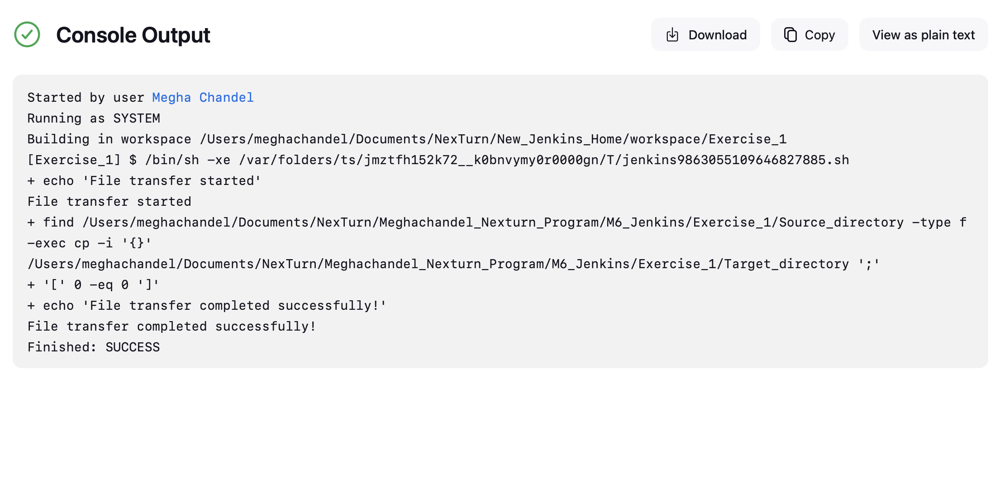 Console Output
Download
Copy
View as plain text
Started by user Megha Chandel
Running as SYSTEM
Building in workspace /Users/meghachandel/Documents/NexTurn/New_Jenkins_Home/workspace/Exercise_1
[Exercise_1] $ /bin/sh -xe /var/folders/ts/jmztfh152k72__k0bnvymy0r0000gn/T/jenkins9863055109646827885.sh
+ echo 'File transfer started'
File transfer started
+ find /Users/meghachandel/Documents/NexTurn/Meghachandel_Nexturn_Program/M6_Jenkins/Exercise_1/Source_directory -type f
-exec cp -i '{}'
/Users/meghachandel/Documents/NexTurn/Meghachandel_Nexturn_Program/M6_Jenkins/Exercise_1/Target_directory ';'
+ '[' 0 -eq 0 ']'
+ echo 'File transfer completed successfully!'
File transfer completed successfully!
Finished: SUCCESS